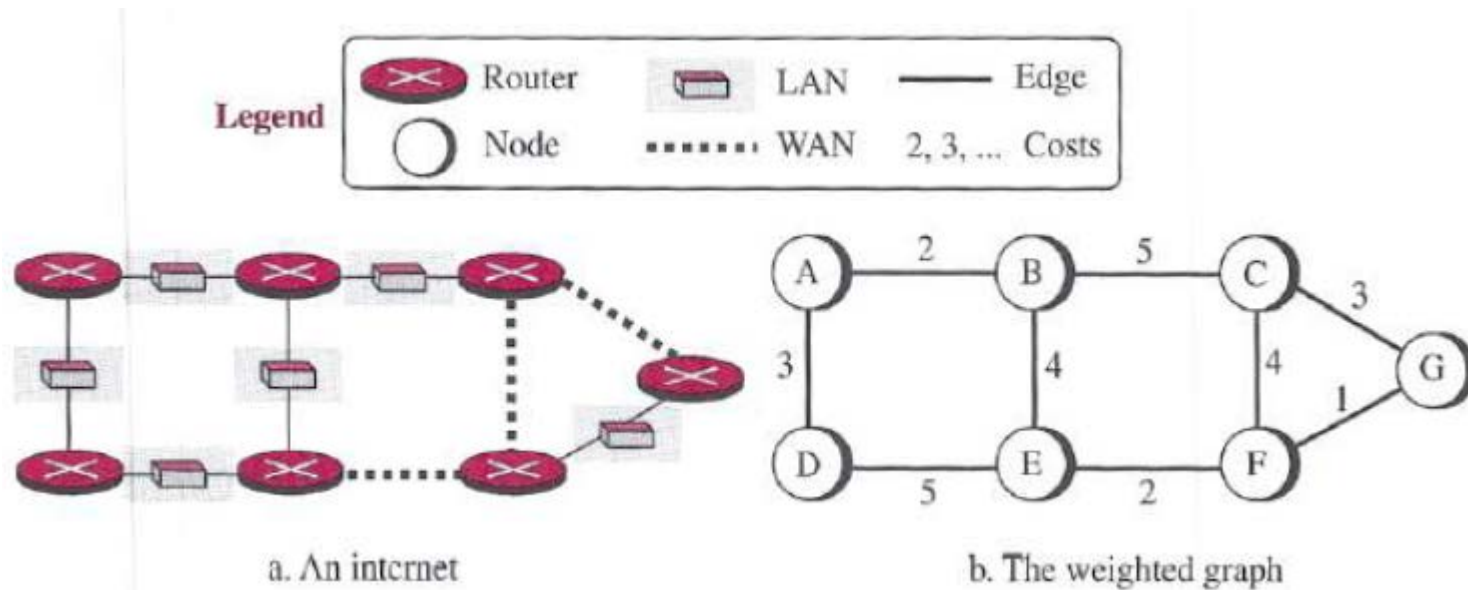 Legend
Router
LAN
Edge
Node
WAN
2, 3, ... Costs
A
2
B
5
C
3
3
4
4
G
1
D
5
E
2
F
a. An internet
b. The weighted graph